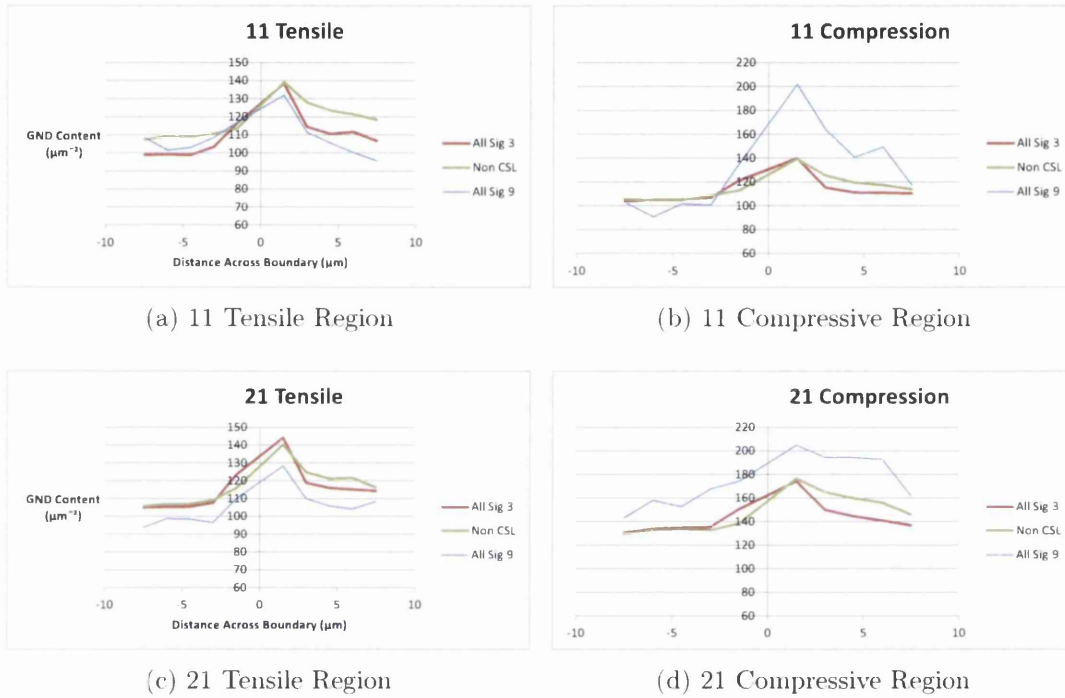 11 Tensile
150
140
130
120
110
100
90
80
70
60
-10
-5
0
5
10
GND Content
(µm⁻²)
Distance Across Boundary (µm)
All Sig 3
Non CSL
All Sig 9
(a) 11 Tensile Region
11 Compression
220
200
180
160
140
120
100
80
60
-10
-5
0
5
10
All Sig 3
Non CSL
All Sig 9
(b) 11 Compressive Region
21 Tensile
150
140
130
120
110
100
90
80
70
60
-10
5
0
5
10
GND Content
(µm⁻²)
Distance Across Boundary (µm)
All Sig 3
Non CSL
All Sig 9
(c) 21 Tensile Region
21 Compression
220
200
180
160
140
120
100
80
60
-10
-5
0
5
10
All Sig 3
Non CSL
All Sig 9
(d) 21 Compressive Region